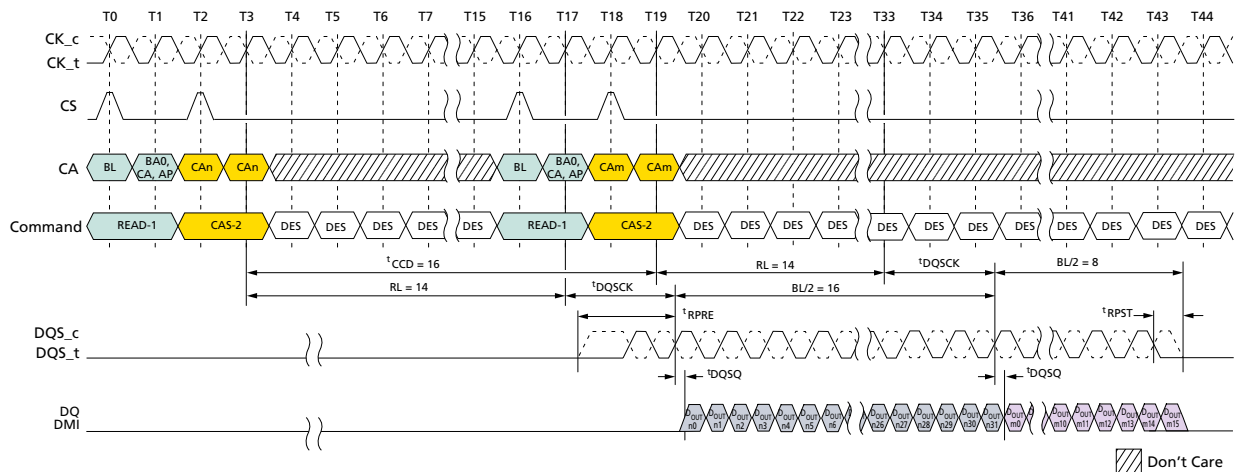 T0 T1 T2 T3 T4 T5 T6 T7 T15 T16 T17 T18 T19 T20 T21 T22 T23 T33 T34 T35 T36 T41 T42 T43 T44
CK_c
CK_t
CS
CA BL BA0, CA, AP CAn CAn BL BA0, CA, AP CAm CAm
Command READ-1 CAS-2 DES DES DES DES DES READ-1 CAS-2 DES DES DES DES DES DES DES DES DES DES DES DES
tCCD = 16 RL = 14 tDQSCK BL/2 = 8
RL = 14 tDQSCK BL/2 = 16
tRPRE tRPST
DQS_c
DQS_t
tDQSQ tDQSQ
DQ
DMI
DOUT n0 DOUT n1 DOUT n2 DOUT n3 DOUT n4 DOUT n5 DOUT n6 DOUT n26 DOUT n27 DOUT n28 DOUT n29 DOUT n30 DOUT n31 DOUT m0 DOUT m10 DOUT m11 DOUT m12 DOUT m13 DOUT m14 DOUT m15
Don't Care